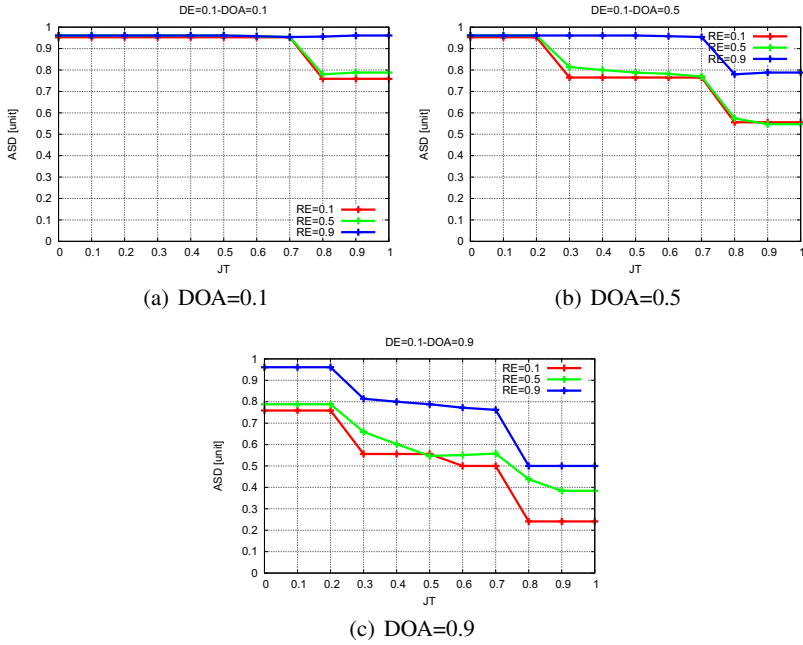 DE=0.1-DOA=0.1
1
0.9
0.8
0.7
0.6
0.5
0.4
0.3
0.2
0.1
0
ASD [unit]
RE=0.1
RE=0.5
RE=0.9
0 0.1 0.2 0.3 0.4 0.5 0.6 0.7 0.8 0.9 1
JT
(a) DOA=0.1
DE=0.1-DOA=0.5
1
0.9
0.8
0.7
0.6
0.5
0.4
0.3
0.2
0.1
0
ASD [unit]
RE=0.1
RE=0.5
RE=0.9
0 0.1 0.2 0.3 0.4 0.5 0.6 0.7 0.8 0.9 1
JT
(b) DOA=0.5
DE=0.1-DOA=0.9
1
0.9
0.8
0.7
0.6
0.5
0.4
0.3
0.2
0.1
0
ASD [unit]
RE=0.1
RE=0.5
RE=0.9
0 0.1 0.2 0.3 0.4 0.5 0.6 0.7 0.8 0.9 1
JT
(c) DOA=0.9